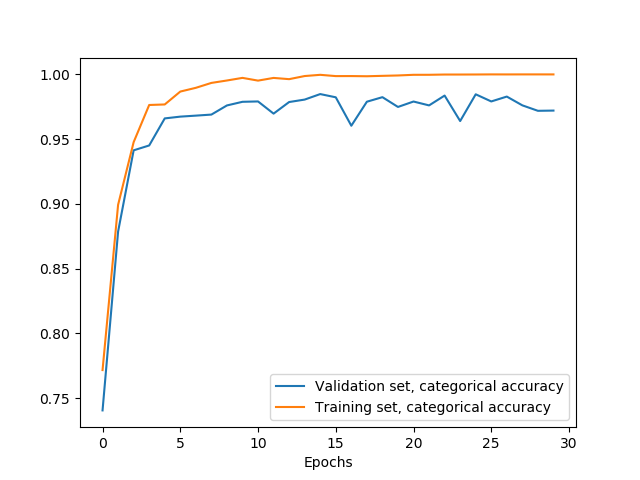 1.00
0.95
0.90
0.85
0.80
0.75
Validation set, categorical accuracy
Training set, categorical accuracy
0 5 10 15 20 25 30
Epochs